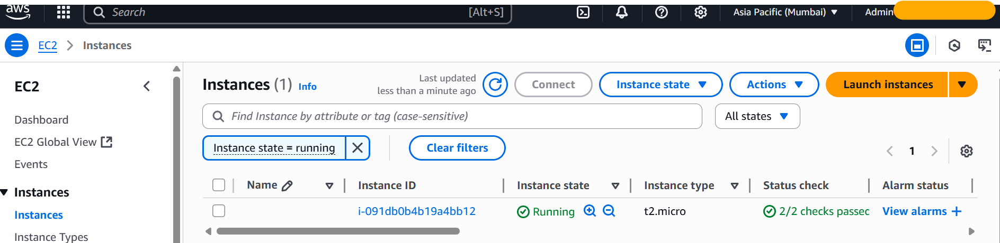 aws
Search [Alt+S] Asia Pacific (Mumbai) Admin
EC2 Instances
EC2
Dashboard
EC2 Global View
Events
Instances
Instances
Instance Types
Instances (1) Info
Last updated
less than a minute ago
Connect Instance state Actions Launch instances
Find Instance by attribute or tag (case-sensitive) All states
Instance state = running Clear filters
1
Name Instance ID Instance state Instance type Status check Alarm status
i-091db0b4b19a4bb12 Running t2.micro 2/2 checks passed View alarms +